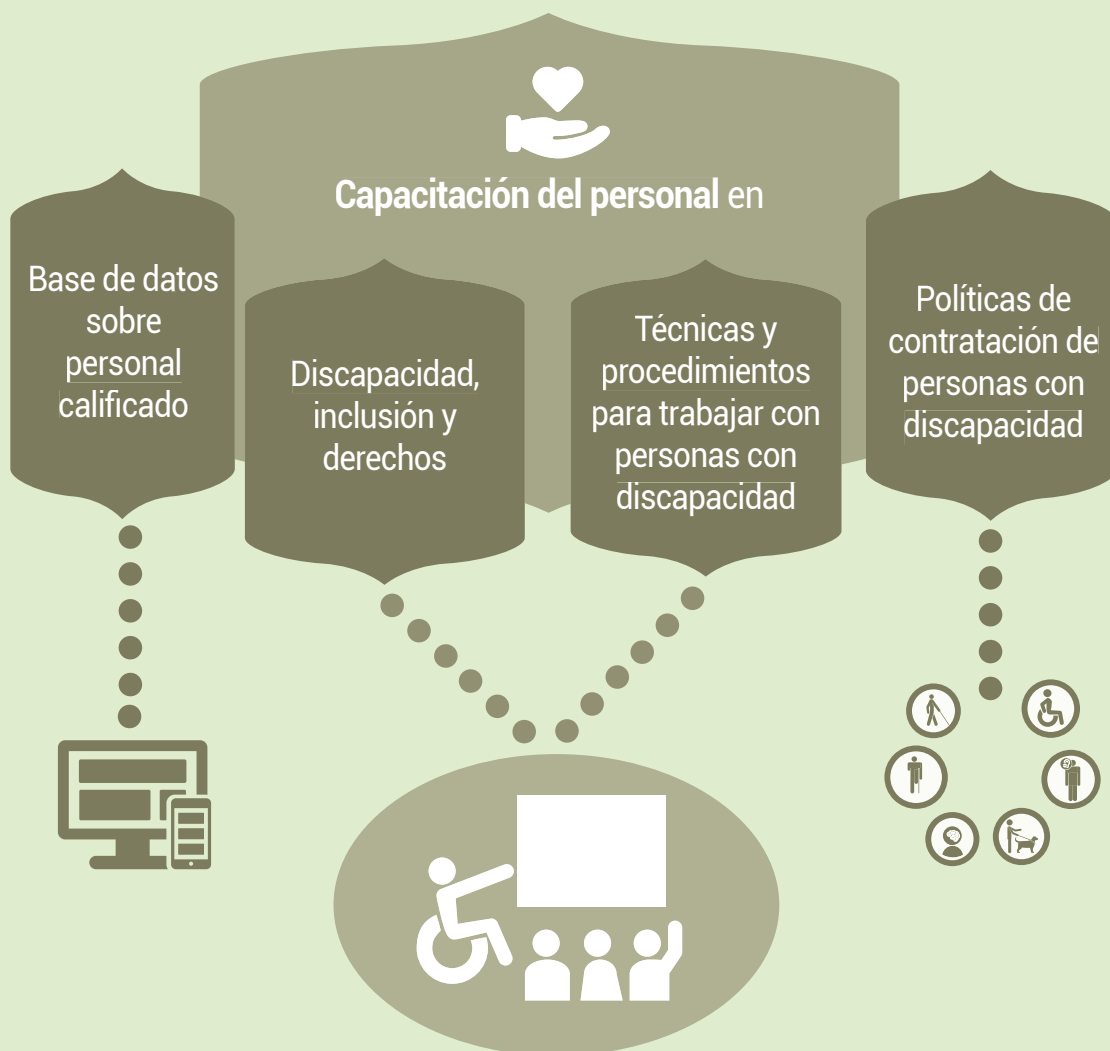 Capacitación del personal en
Base de datos
sobre
personal
calificado
Discapacidad,
inclusión y
derechos
Técnicas y
procedimientos
para trabajar con
personas con
discapacidad
Políticas de
contratación de
personas con
discapacidad